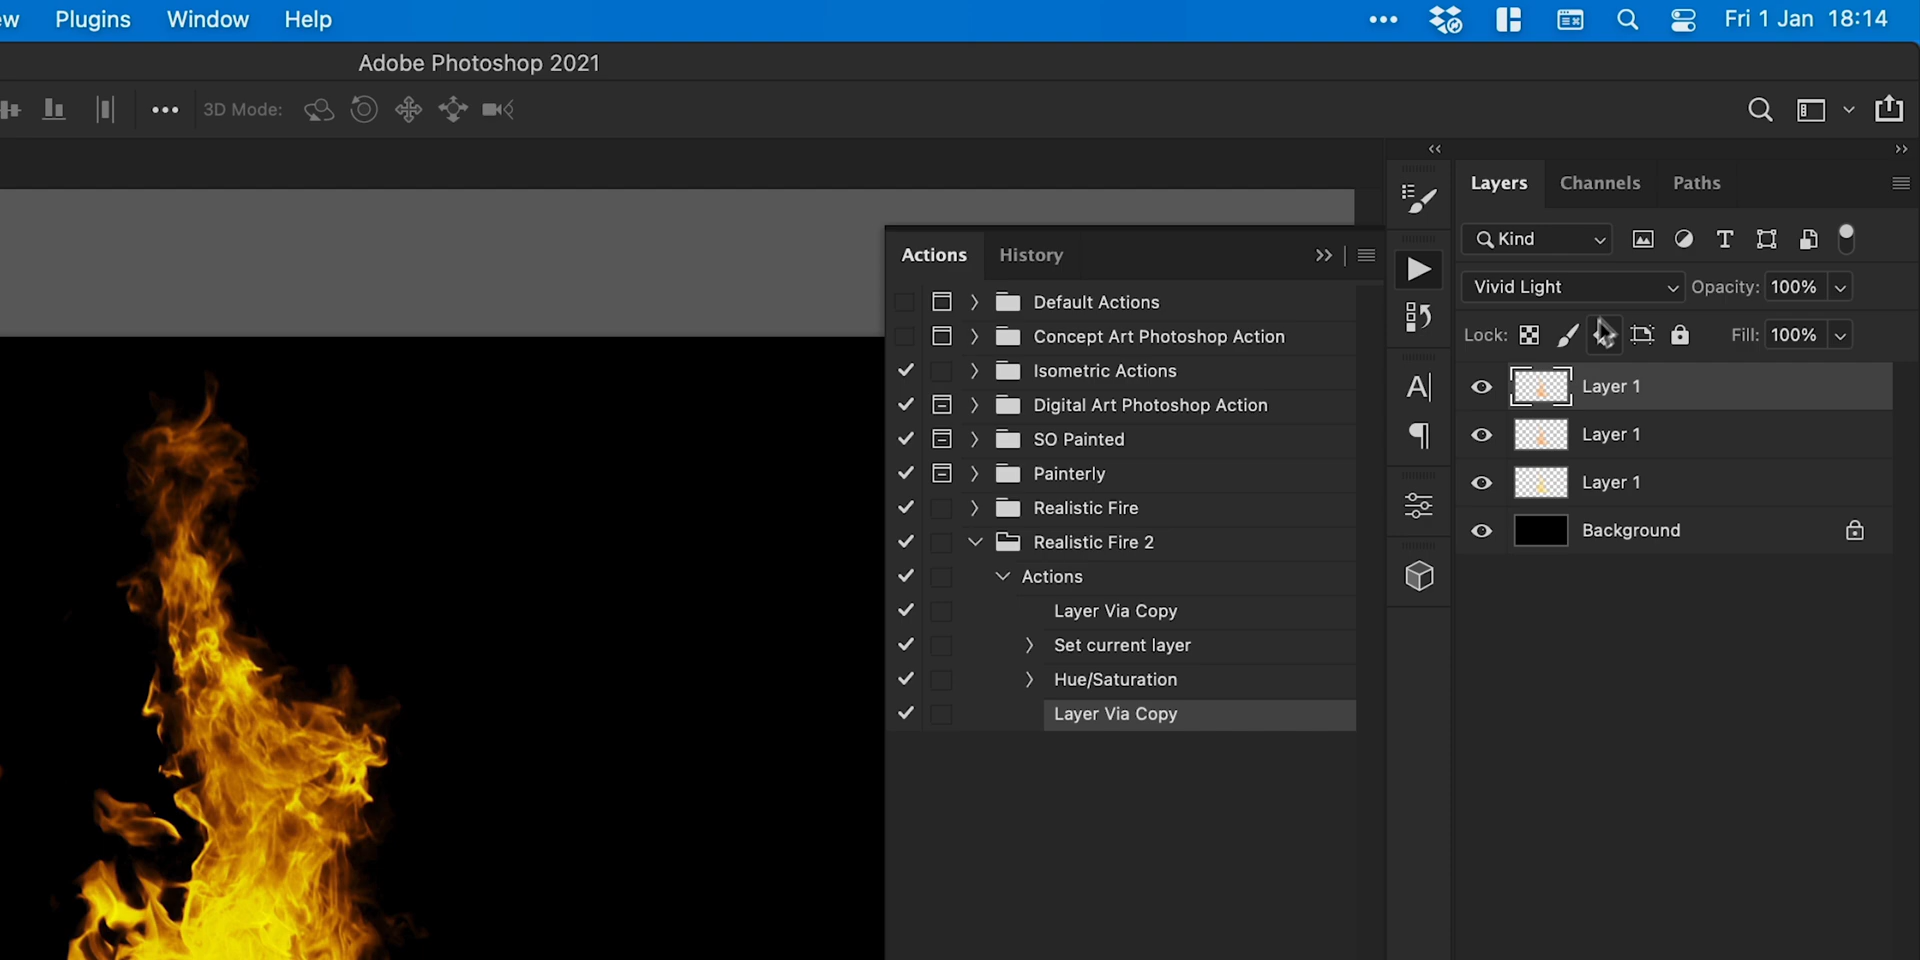 ew Plugins Window Help Fri 1 Jan 18:14
Adobe Photoshop 2021
3D Mode:
Layers Channels Paths
Kind
Vivid Light Opacity: 100%
Lock: Fill: 100%
Layer 1
Layer 1
Layer 1
Background
Actions History
Default Actions
Concept Art Photoshop Action
Isometric Actions
Digital Art Photoshop Action
SO Painted
Painterly
Realistic Fire
Realistic Fire 2
Actions
Layer Via Copy
Set current layer
Hue/Saturation
Layer Via Copy